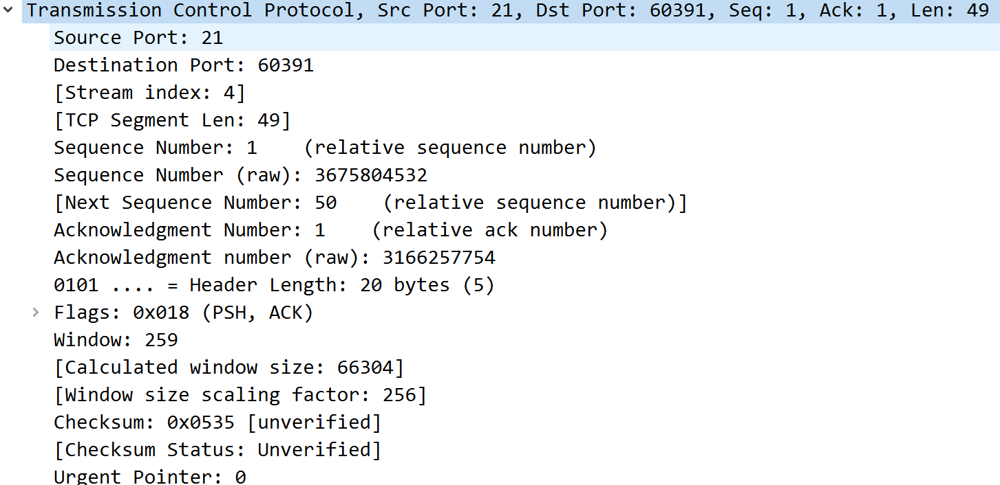 Transmission Control Protocol, Src Port: 21, Dst Port: 60391, Seq: 1, Ack: 1, Len: 49
Source Port: 21
Destination Port: 60391
[Stream index: 4]
[TCP Segment Len: 49]
Sequence Number: 1    (relative sequence number)
Sequence Number (raw): 3675804532
[Next Sequence Number: 50    (relative sequence number)]
Acknowledgment Number: 1    (relative ack number)
Acknowledgment number (raw): 3166257754
0101 .... = Header Length: 20 bytes (5)
Flags: 0x018 (PSH, ACK)
Window: 259
[Calculated window size: 66304]
[Window size scaling factor: 256]
Checksum: 0x0535 [unverified]
[Checksum Status: Unverified]
Urgent Pointer: 0